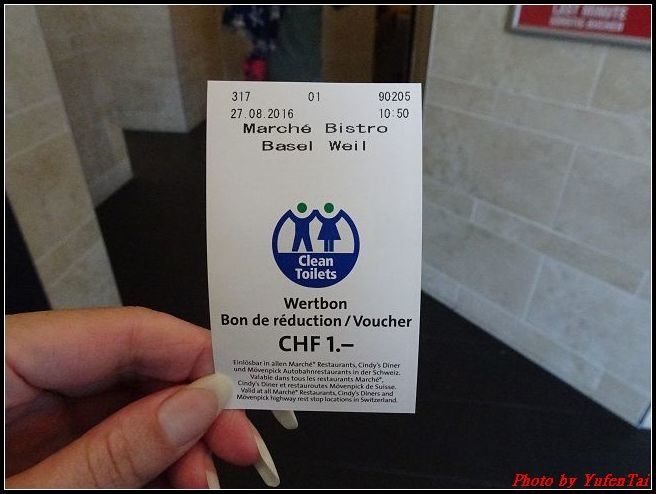 LAST MINUTE
317 01 90205
27.08.2016 10:50
Marché Bistro
Basel Weil
Clean
Toilets
Wertbon
Bon de réduction / Voucher
CHF 1.–
Einlösbar in allen Marché® Restaurants, Cindy's Diner
und Mövenpick Autobahnrestaurants in der Schweiz.
Valable dans tous les restaurants Marché®,
Cindy's Diner et restauroutes Mövenpick de Suisse.
Valid at all Marché® Restaurants, Cindy's Diners and
Mövenpick highway rest stop locations in Switzerland.
Photo by YufenTai